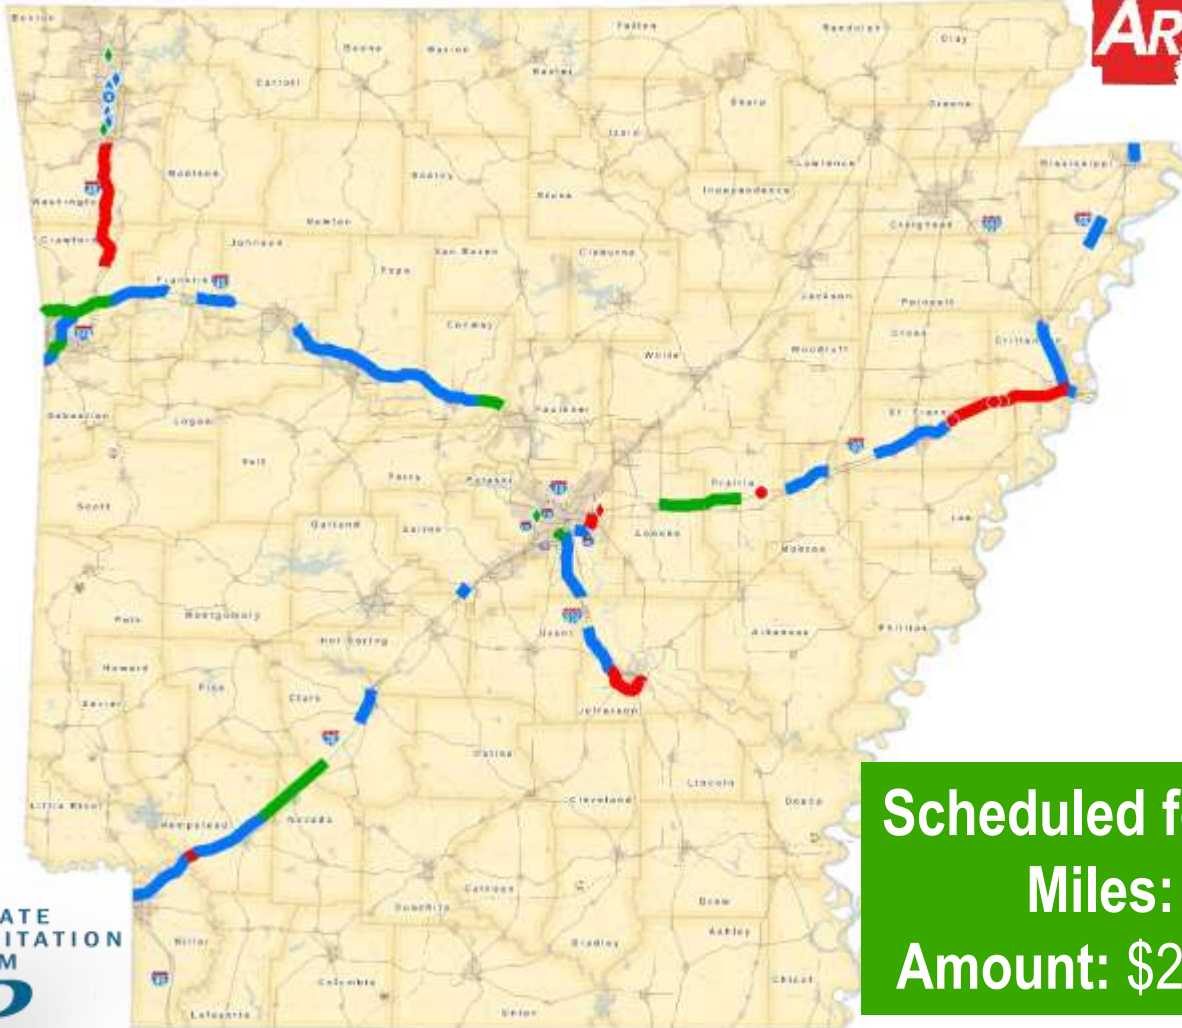 AR
Benton
Boone
Marion
Fulton
Randolph
Clay
Carroll
Baxter
Sharp
Greene
Izard
Lawrence
Mississippi
Madison
Searcy
Stone
Independence
Washington
Craighead
Newton
Crawford
Johnson
Van Buren
Cleburne
Franklin
Pope
Jackson
Poinsett
Conway
Cross
White
Woodruff
Sebastian
Logan
Faulkner
St. Franc
Yell
Perry
Pulaski
Prairie
Scott
Garland
Saline
Lonoke
Lee
Monroe
Polk
Montgomery
Hot Spring
Grant
Arkansas
Phillips
Howard
Pike
Clark
Sevier
Jefferson
Dallas
Lincoln
Little River
Cleveland
Desha
Hempstead
Nevada
Calhoun
Ouachita
Drew
Miller
Bradley
Ashley
Columbia
Chicot
Lafayette
Union
Scheduled f
Miles:
Amount: $2
ATE
ITATION
M